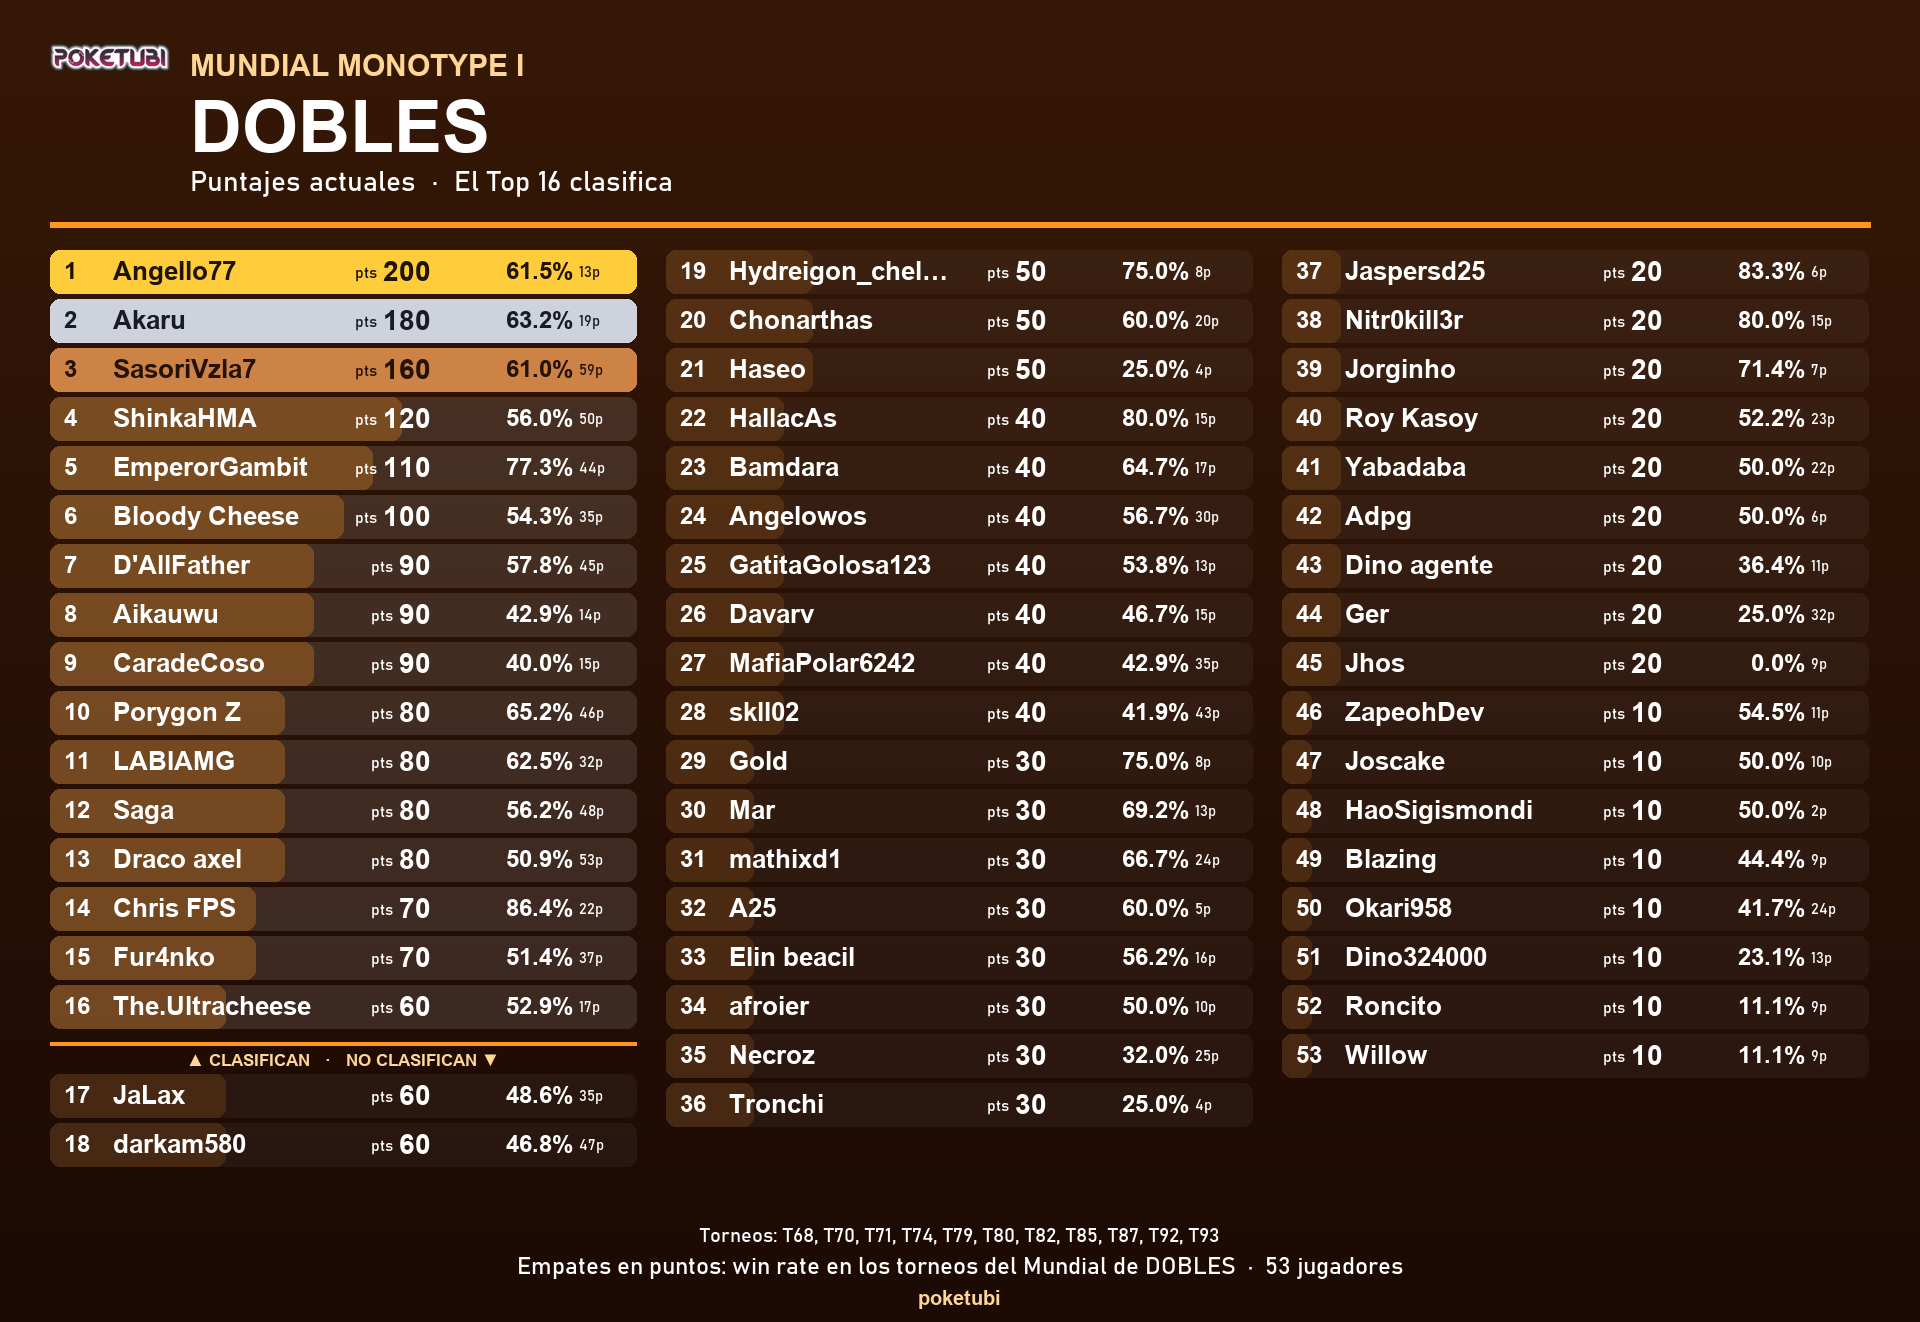 POKETUBI
MUNDIAL MONOTYPE I
DOBLES
Puntajes actuales · El Top 16 clasifica
1 Angello77 pts 200 61.5% 13p
2 Akaru pts 180 63.2% 19p
3 SasoriVzla7 pts 160 61.0% 59p
4 ShinkaHMA pts 120 56.0% 50p
5 EmperorGambit pts 110 77.3% 44p
6 Bloody Cheese pts 100 54.3% 35p
7 D'AllFather pts 90 57.8% 45p
8 Aikauwu pts 90 42.9% 14p
9 CaradeCoso pts 90 40.0% 15p
10 Porygon Z pts 80 65.2% 46p
11 LABIAMG pts 80 62.5% 32p
12 Saga pts 80 56.2% 48p
13 Draco axel pts 80 50.9% 53p
14 Chris FPS pts 70 86.4% 22p
15 Fur4nko pts 70 51.4% 37p
16 The.Ultracheese pts 60 52.9% 17p
▲ CLASIFICAN · NO CLASIFICAN ▼
17 JaLax pts 60 48.6% 35p
18 darkam580 pts 60 46.8% 47p
19 Hydreigon_chel... pts 50 75.0% 8p
20 Chonarthas pts 50 60.0% 20p
21 Haseo pts 50 25.0% 4p
22 HallacAs pts 40 80.0% 15p
23 Bamdara pts 40 64.7% 17p
24 Angelowos pts 40 56.7% 30p
25 GatitaGolosa123 pts 40 53.8% 13p
26 Davarv pts 40 46.7% 15p
27 MafiaPolar6242 pts 40 42.9% 35p
28 skll02 pts 40 41.9% 43p
29 Gold pts 30 75.0% 8p
30 Mar pts 30 69.2% 13p
31 mathixd1 pts 30 66.7% 24p
32 A25 pts 30 60.0% 5p
33 Elin beacil pts 30 56.2% 16p
34 afroier pts 30 50.0% 10p
35 Necroz pts 30 32.0% 25p
36 Tronchi pts 30 25.0% 4p
37 Jaspersd25 pts 20 83.3% 6p
38 Nitr0kill3r pts 20 80.0% 15p
39 Jorginho pts 20 71.4% 7p
40 Roy Kasoy pts 20 52.2% 23p
41 Yabadaba pts 20 50.0% 22p
42 Adpg pts 20 50.0% 6p
43 Dino agente pts 20 36.4% 11p
44 Ger pts 20 25.0% 32p
45 Jhos pts 20 0.0% 9p
46 ZapeohDev pts 10 54.5% 11p
47 Joscake pts 10 50.0% 10p
48 HaoSigismondi pts 10 50.0% 2p
49 Blazing pts 10 44.4% 9p
50 Okari958 pts 10 41.7% 24p
51 Dino324000 pts 10 23.1% 13p
52 Roncito pts 10 11.1% 9p
53 Willow pts 10 11.1% 9p
Torneos: T68, T70, T71, T74, T79, T80, T82, T85, T87, T92, T93
Empates en puntos: win rate en los torneos del Mundial de DOBLES · 53 jugadores
poketubi